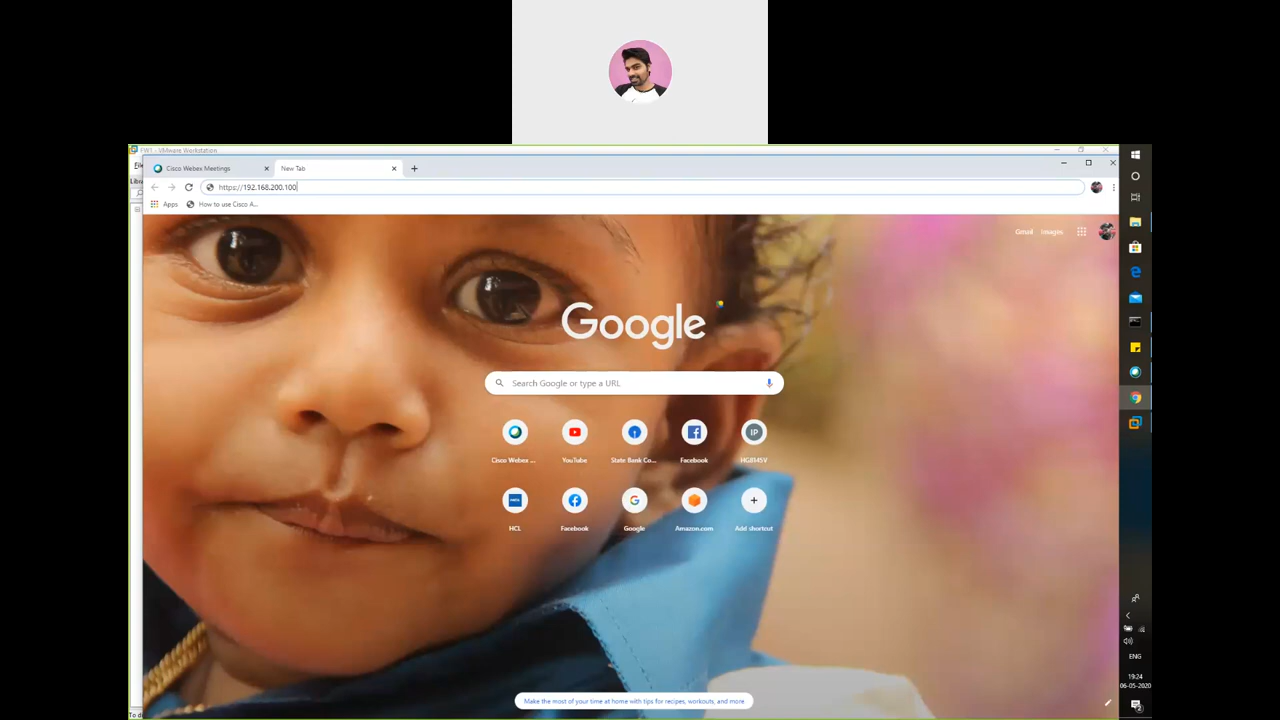 FW1 - VMware Workstation
Cisco Webex Meetings
New Tab
https://192.168.200.100
Apps
How to use Cisco A...
Gmail
Images
Google
Search Google or type a URL
Cisco Webex ...
YouTube
State Bank Co...
Facebook
IP
HG8145V
HCL
Facebook
Google
Amazon.com
Add shortcut
Make the most of your time at home with tips for recipes, workouts, and more
ENG
19:24
06-05-2020